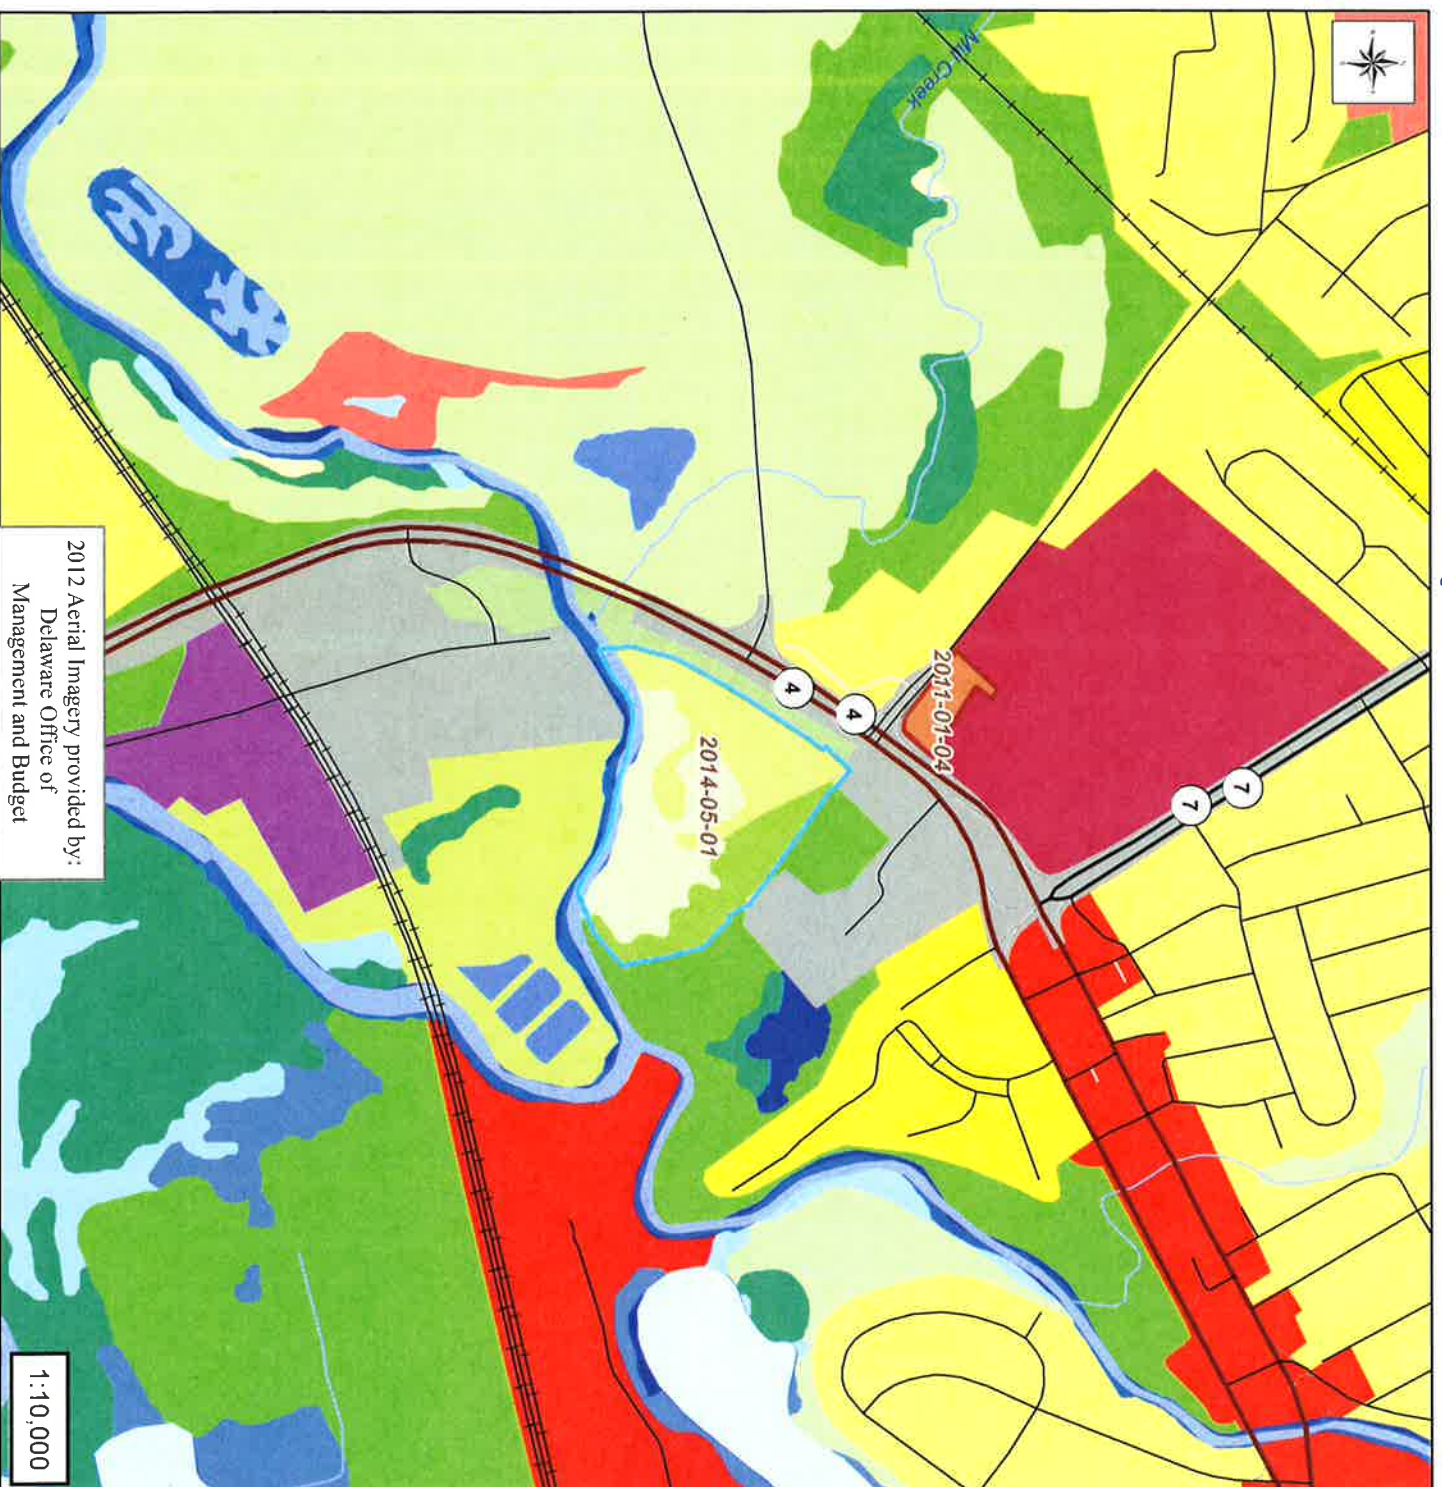 Mill Creek
2011-01-04
4
4
7
7
2014-05-01
2012 Aerial Imagery provided by:
Delaware Office of
Management and Budget
1:10,000